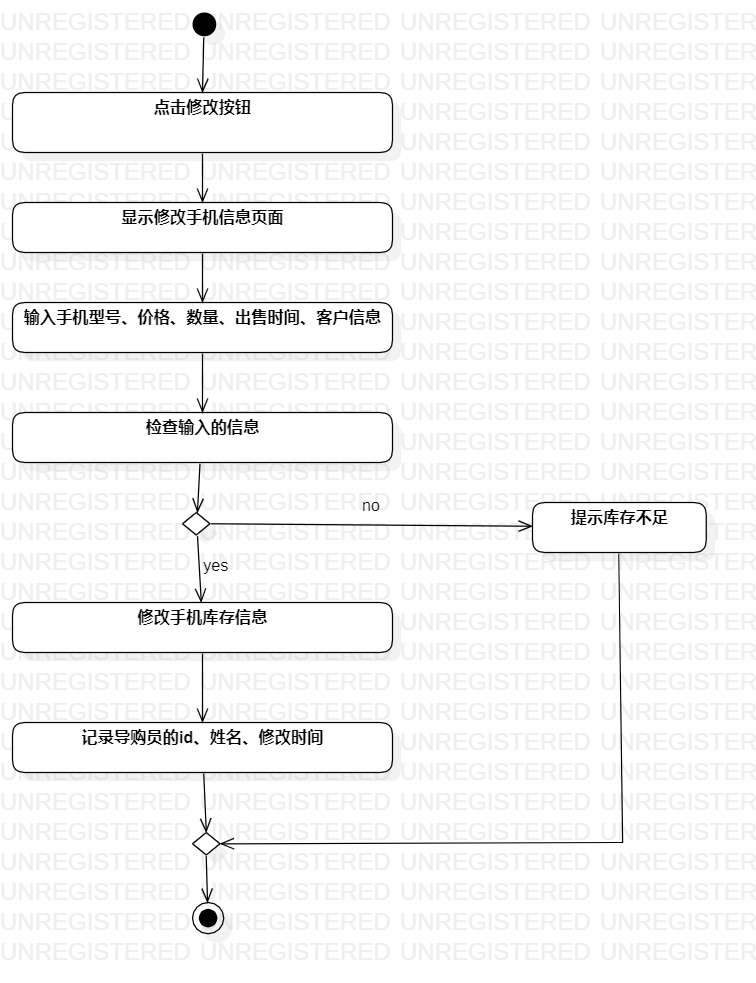 点击修改按钮
显示修改手机信息页面
输入手机型号、价格、数量、出售时间、客户信息
检查输入的信息
no
提示库存不足
yes
修改手机库存信息
记录导购员的id、姓名、修改时间
UNREGISTERED